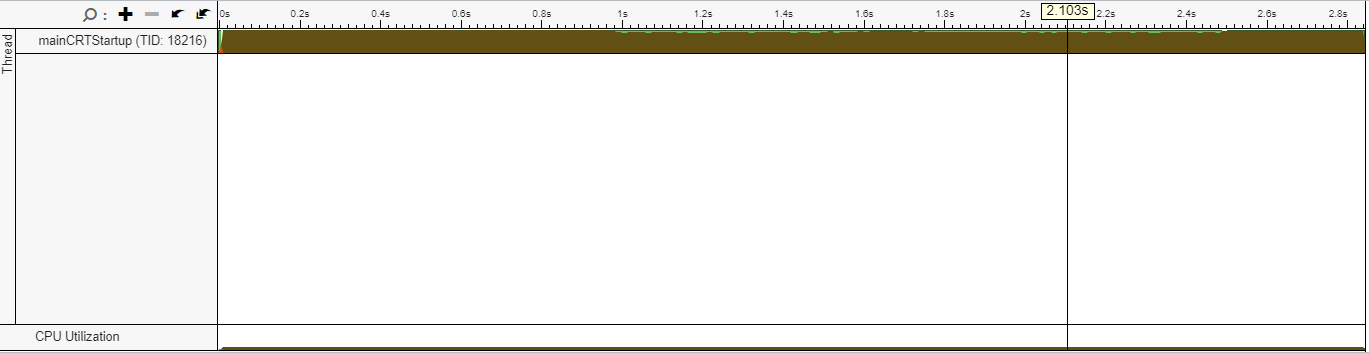 0s 0.2s 0.4s 0.6s 0.8s 1s 1.2s 1.4s 1.6s 1.8s 2s 2.103s 2.2s 2.4s 2.6s 2.8s
Thread
mainCRTStartup (TID: 18216)
CPU Utilization